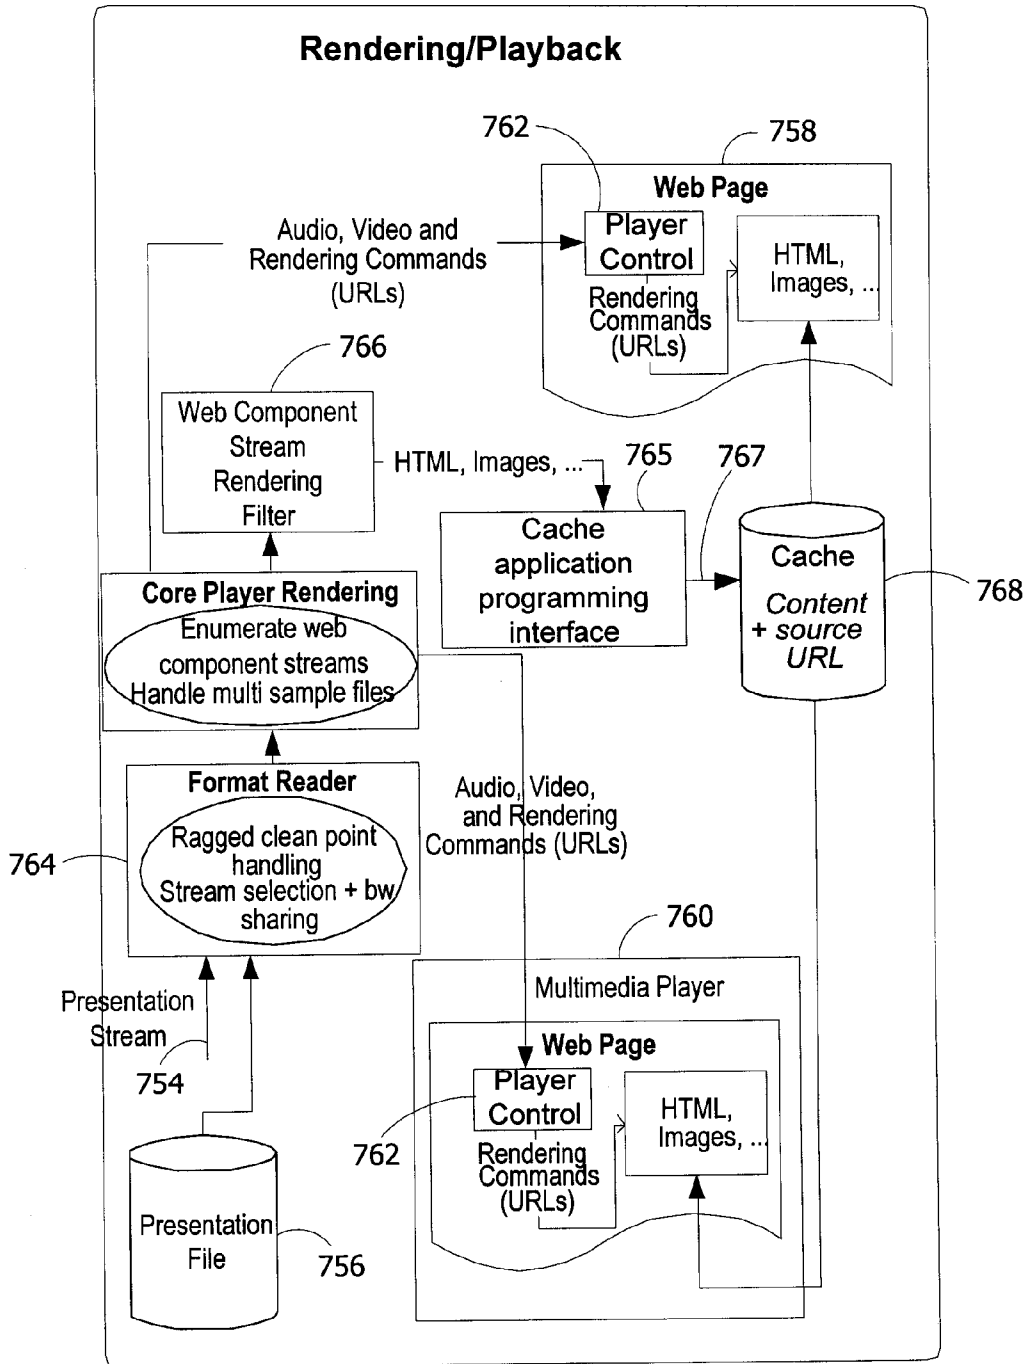 Rendering/Playback
762
758
Web Page
Player
Control
HTML,
Images, ...
Rendering
Commands
(URLs)
Audio, Video and
Rendering Commands
(URLs)
766
Web Component
Stream
Rendering
Filter
HTML, Images, ...
765
767
Cache
application
programming
interface
Cache
Content
+ source
URL
768
Core Player Rendering
Enumerate web
component streams
Handle multi sample files
Format Reader
Ragged clean point
handling
Stream selection + bw
sharing
764
Audio, Video,
and Rendering
Commands (URLs)
760
Multimedia Player
Web Page
Player
Control
762
HTML,
Images, ...
Rendering
Commands
(URLs)
Presentation
Stream
754
Presentation
File
756